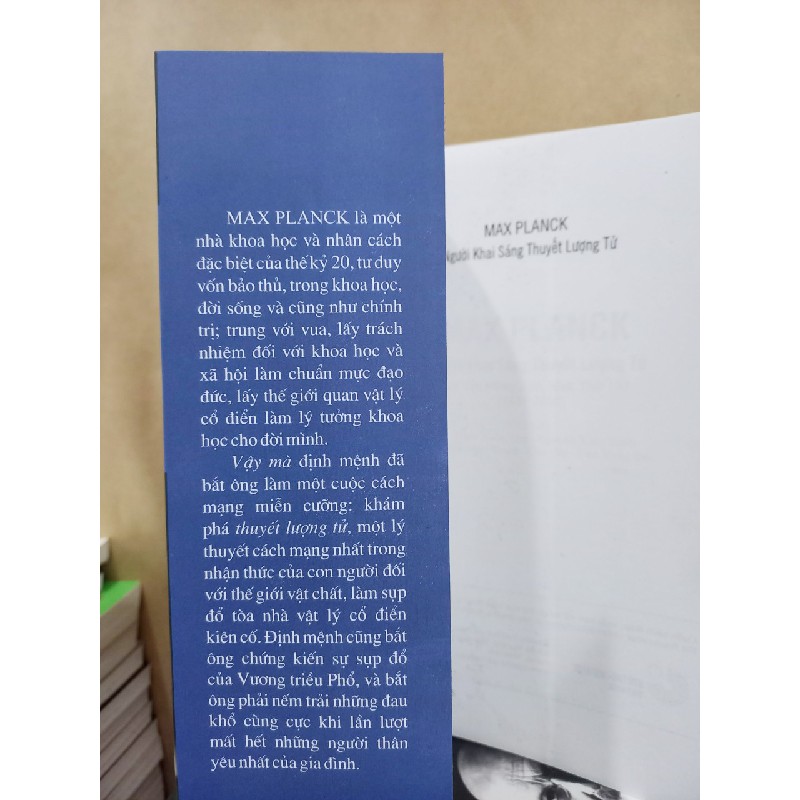 MAX PLANCK là một
nhà khoa học và nhân cách
đặc biệt của thế kỷ 20, tư duy
vốn bảo thủ, trong khoa học,
đời sống và cũng như chính
trị; trung với vua, lấy trách
nhiệm đối với khoa học và
xã hội làm chuẩn mực đạo
đức, lấy thế giới quan vật lý
cổ điển làm lý tưởng khoa
học cho đời mình.
Vậy mà định mệnh đã
bắt ông làm một cuộc cách
mạng miễn cưỡng: khám
phá thuyết lượng tử, một lý
thuyết cách mạng nhất trong
nhận thức của con người đối
với thế giới vật chất, làm sụp
đổ tòa nhà vật lý cổ điển
kiên cố. Định mệnh cũng bắt
ông chứng kiến sự sụp đổ
của Vương triều Phổ, và bắt
ông phải nếm trải những đau
khổ cùng cực khi lần lượt
mất hết những người thân
yêu nhất của gia đình.
MAX PLANCK
Khai Sáng Thuyết Lượng Tử